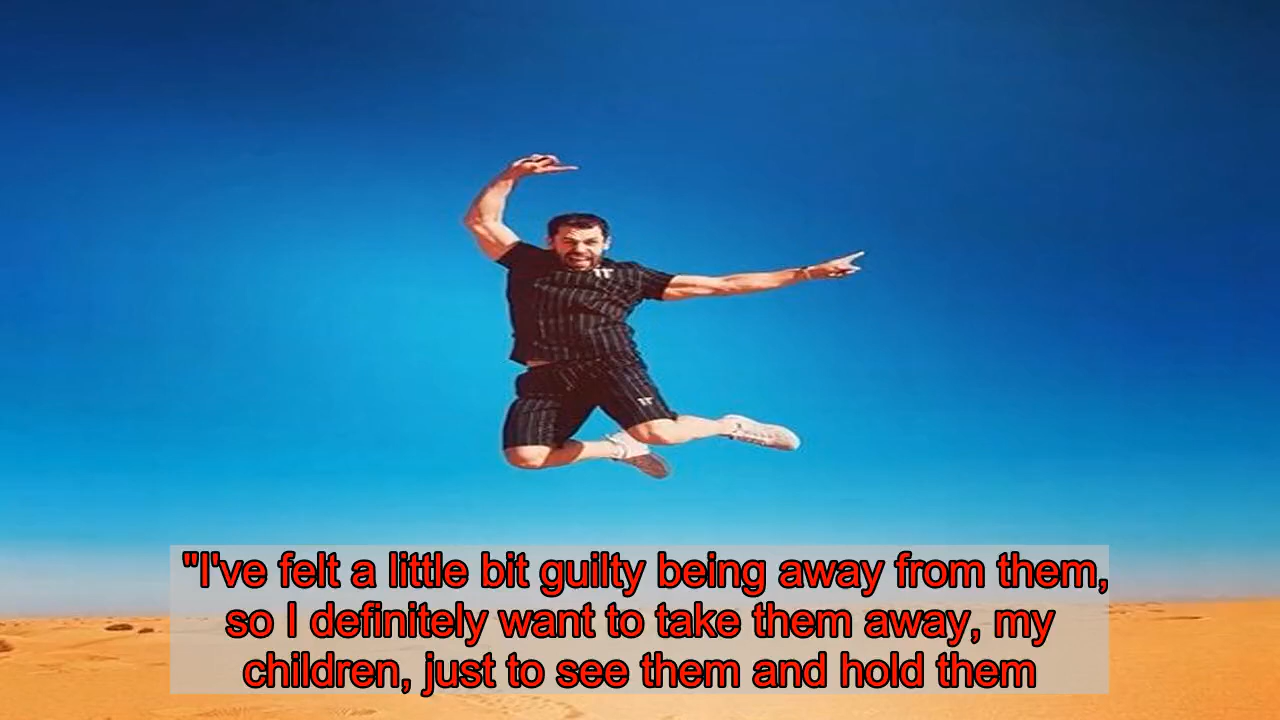 "I've felt a little bit guilty being away from them,
so I definitely want to take them away, my
children, just to see them and hold them